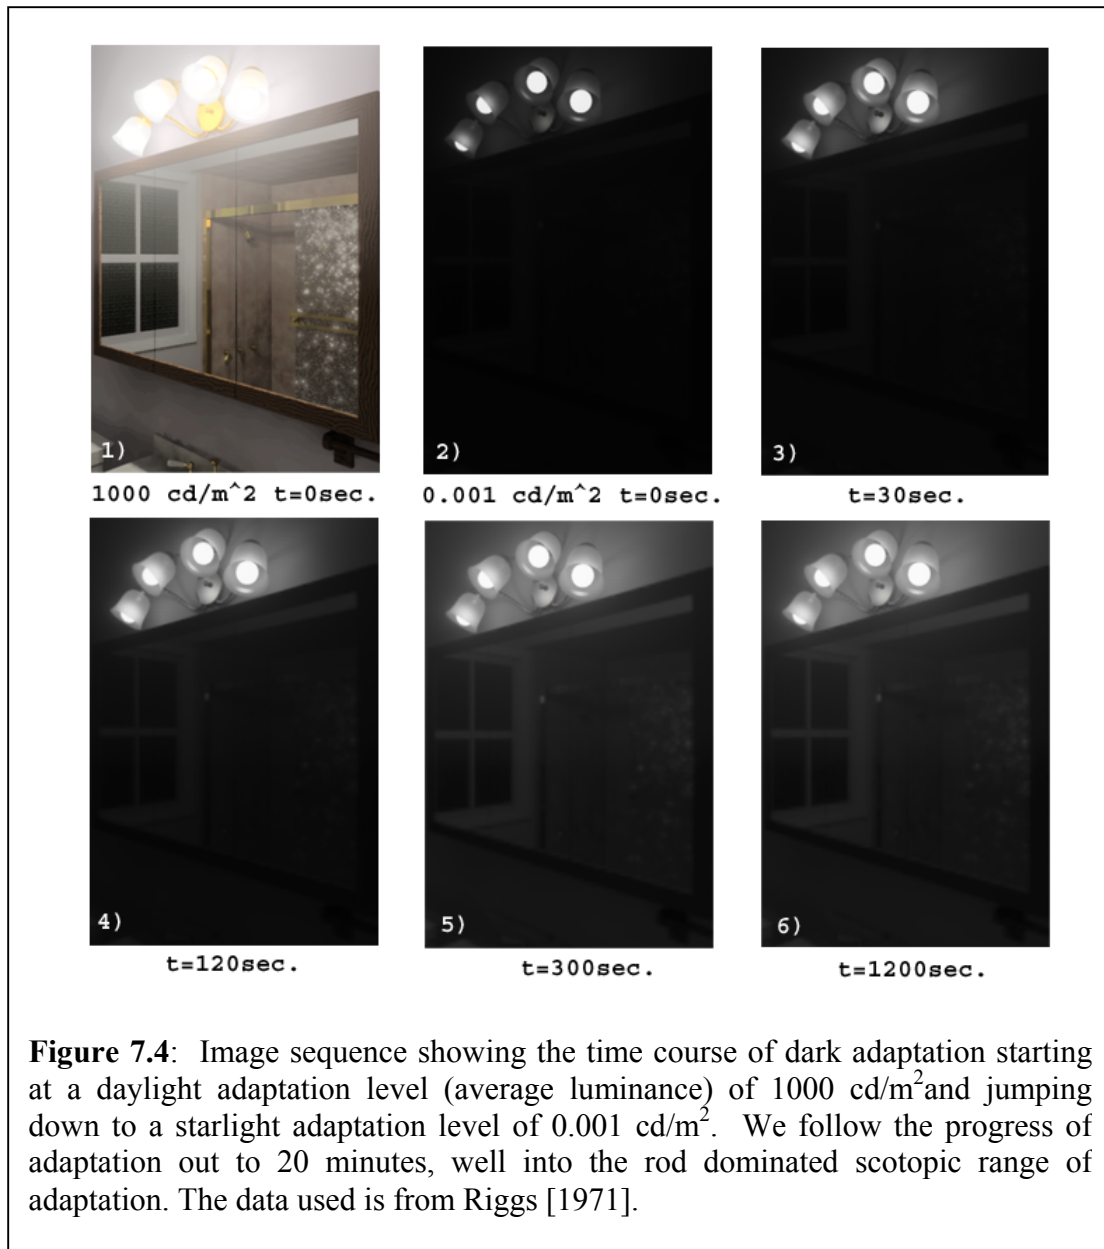 1)
1000 cd/m^2 t=0sec.
2)
0.001 cd/m^2 t=0sec.
3)
t=30sec.
4)
t=120sec.
5)
t=300sec.
6)
t=1200sec.
Figure 7.4: Image sequence showing the time course of dark adaptation starting
at a daylight adaptation level (average luminance) of 1000 cd/m²and jumping
down to a starlight adaptation level of 0.001 cd/m². We follow the progress of
adaptation out to 20 minutes, well into the rod dominated scotopic range of
adaptation. The data used is from Riggs [1971].